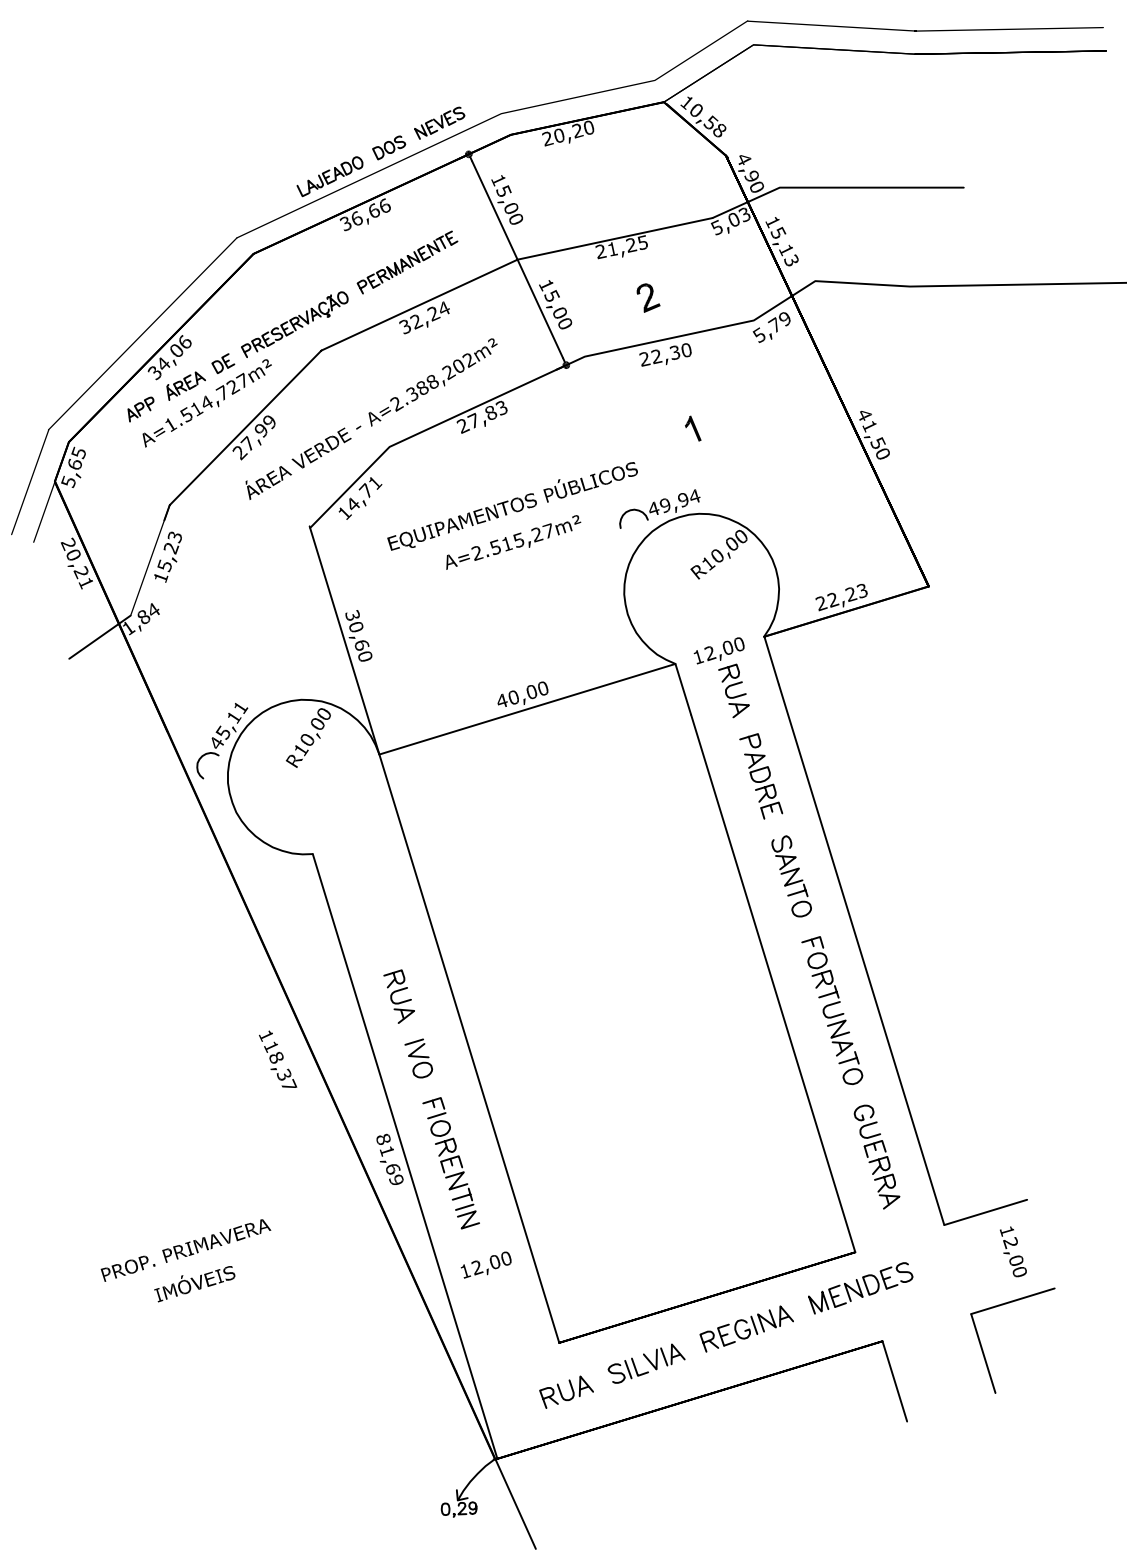 10,58
LAJEADO DOS NEVES
20,20
4,90
36,66
15,00
5,03
15,13
21,25
APP ÁREA DE PRESERVAÇÃO PERMANENTE
A=1.514,727m²
34,06
32,24
15,00
2
5,79
22,30
ÁREA VERDE - A=2.388,202m²
27,99
27,83
1
41,50
5,65
14,71
EQUIPAMENTOS PÚBLICOS
A=2.515,27m²
49,94
R10,00
20,21
15,23
1,84
30,60
22,23
12,00
40,00
45,11
R10,00
RUA PADRE SANTO FORTUNATO GUERRA
RUA IVO FIORENTIN
118,37
81,69
PROP. PRIMAVERA
IMÓVEIS
12,00
12,00
RUA SILVIA REGINA MENDES
0,29